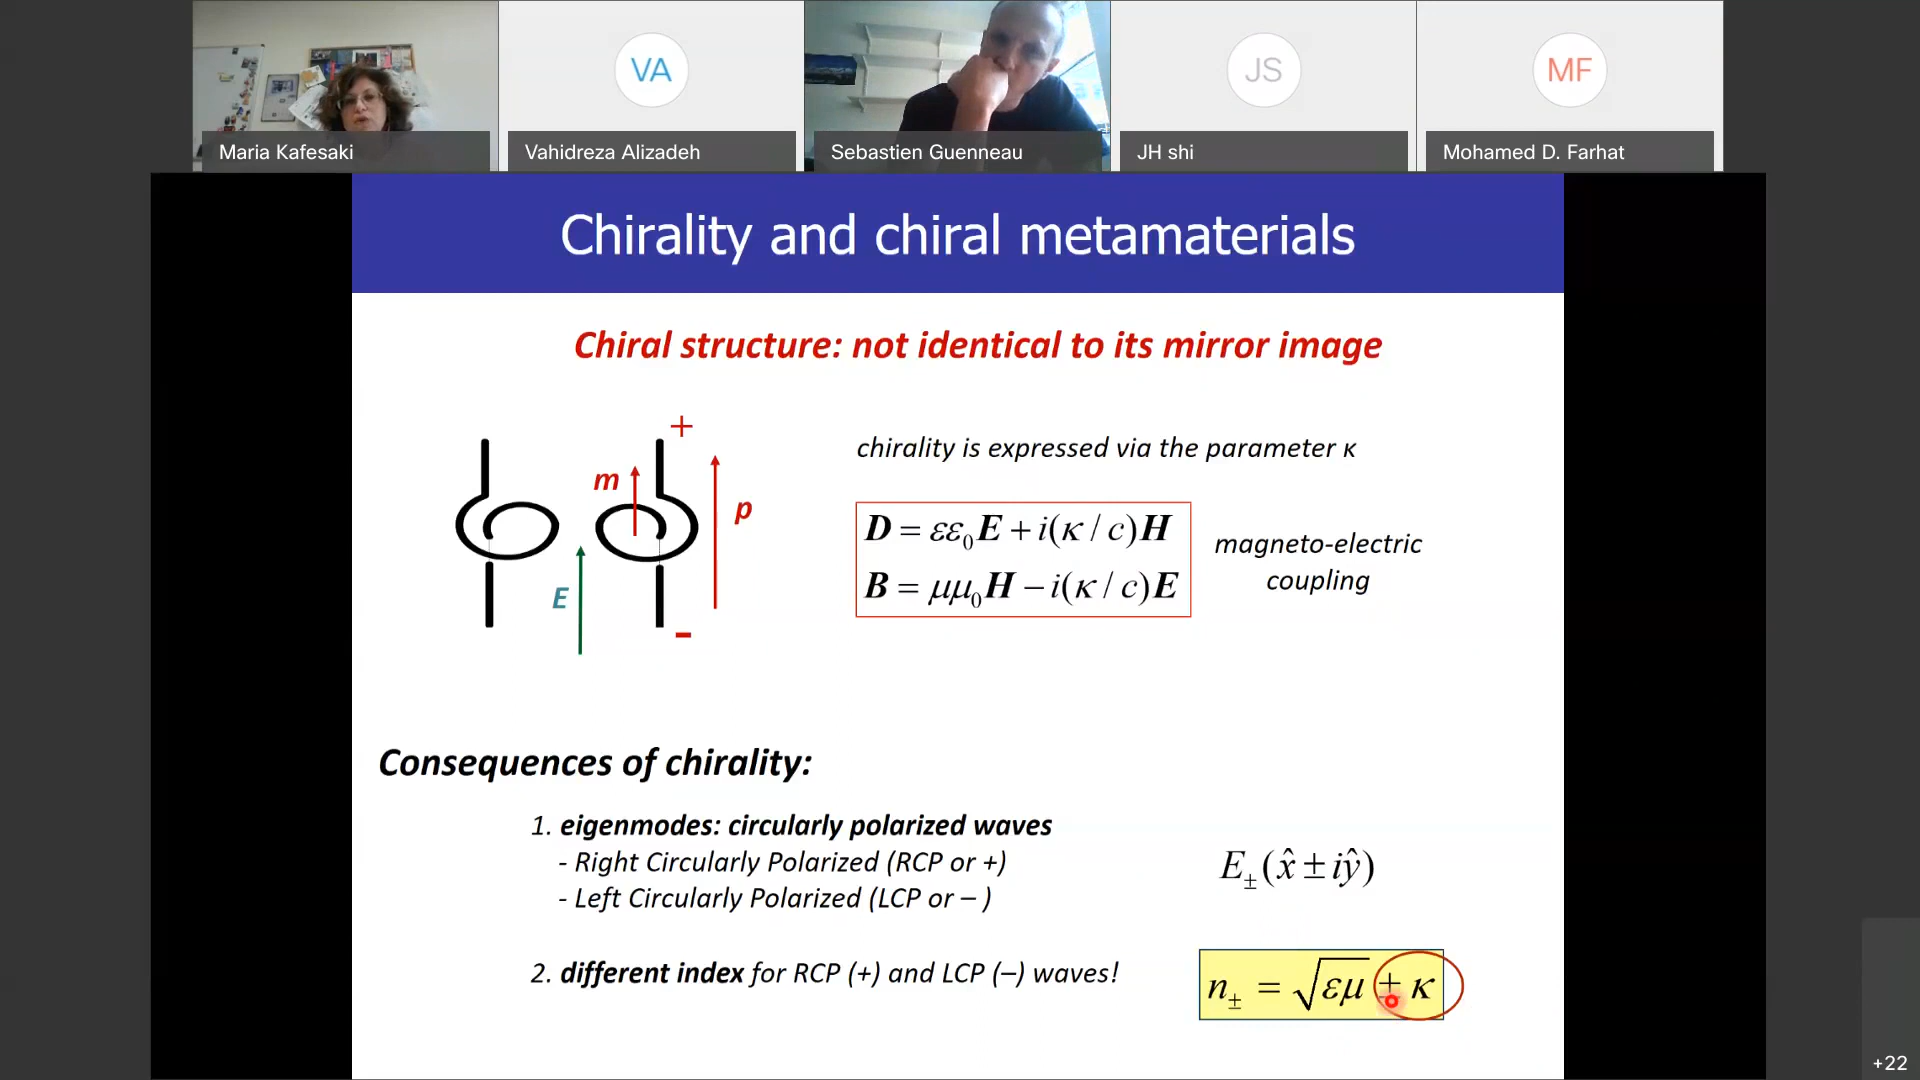 VA
JS
MF
Maria Kafesaki
Vahidreza Alizadeh
Sebastien Guenneau
JH shi
Mohamed D. Farhat
Chirality and chiral metamaterials
Chiral structure: not identical to its mirror image
+
m
p
E
-
chirality is expressed via the parameter κ
D = εε₀E + i(κ / c)H
B = μμ₀H − i(κ / c)E
magneto-electric
coupling
Consequences of chirality:
1. eigenmodes: circularly polarized waves
- Right Circularly Polarized (RCP or +)
- Left Circularly Polarized (LCP or – )
E±(x̂ ± iŷ)
2. different index for RCP (+) and LCP (–) waves!
n± = √εμ ± κ
+22